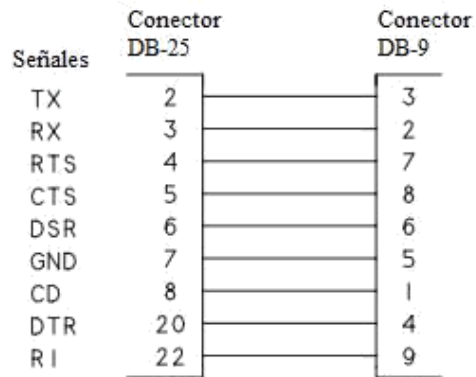 Conector Conector
DB-25 DB-9
Señales
TX 2 3
RX 3 2
RTS 4 7
CTS 5 8
DSR 6 6
GND 7 5
CD 8 1
DTR 20 4
RI 22 9